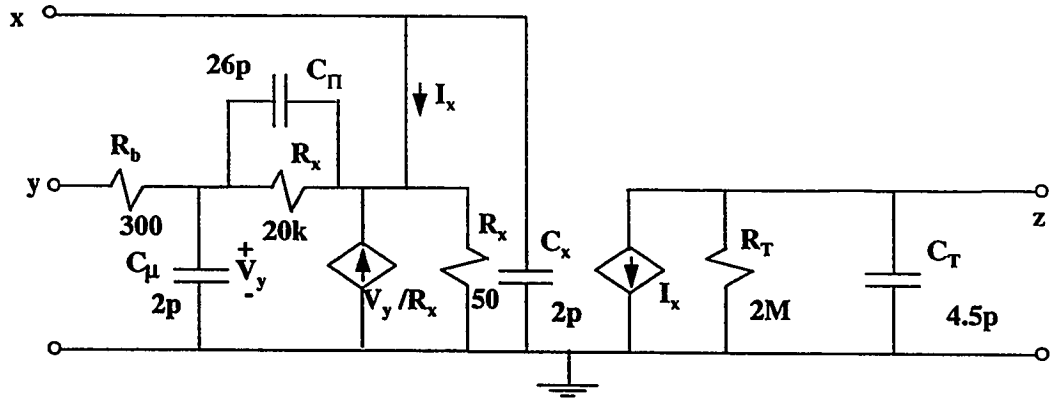 x
26p
C_Π
I_x
R_b
R_x
y
300
20k
C_μ
2p
+
V_y
-
V_y/R_x
R_x
50
C_x
2p
I_x
R_T
2M
C_T
4.5p
z